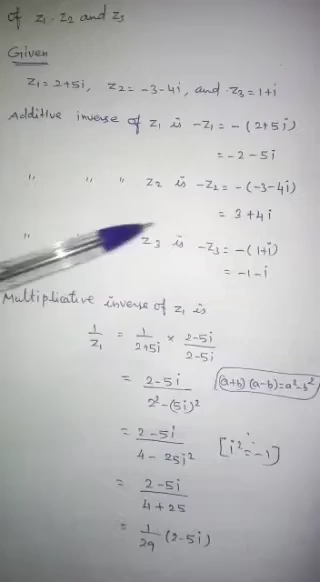 of z₁, z₂ and z₃
Given
z₁ = 2+5i, z₂ = -3-4i, and z₃ = 1+i
Additive inverse of z₁ is -z₁ = -(2+5i)
= -2-5i
" " " z₂ is -z₂ = -(-3-4i)
= 3+4i
" z₃ is -z₃ = -(1+i)
= -1-i
Multiplicative inverse of z₁ is
1/z₁ = 1/(2+5i) × (2-5i)/(2-5i)
= (2-5i)/(2²-(5i)²) (a+b)(a-b)=a²-b²
= (2-5i)/(4-25i²) [i²=-1]
= (2-5i)/(4+25)
= 1/29 (2-5i)